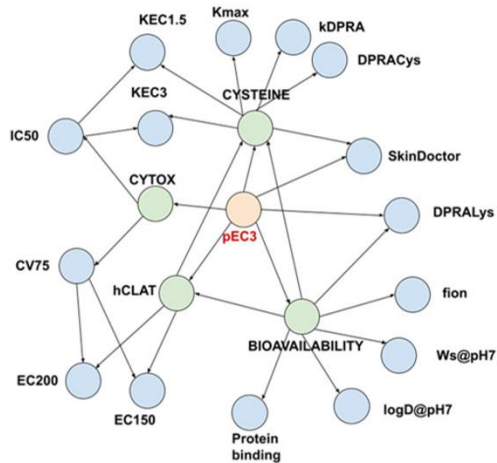 Kmax
KEC1.5
kDPRA
DPRACys
KEC3
CYSTEINE
IC50
SkinDoctor
CYTOX
DPRALys
pEC3
CV75
hCLAT
fion
BIOAVAILABILITY
Ws@pH7
EC200
EC150
logD@pH7
Protein
binding